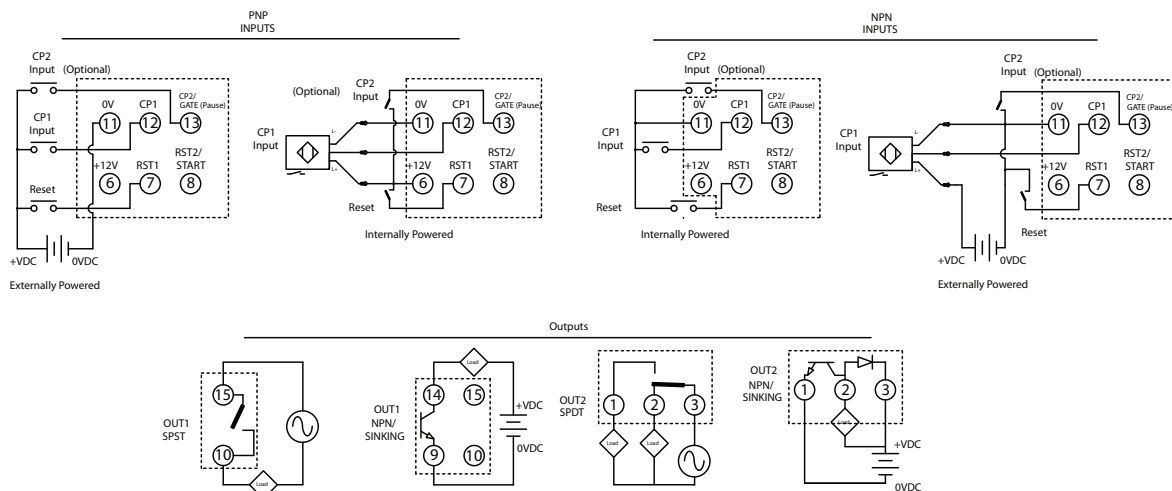 PNP
INPUTS
CP2
Input
(Optional)
0V
CP1
CP2/
GATE (Pause)
11
12
13
CP1
Input
+12V
RST1
RST2/
START
6
7
8
Reset
+VDC
0VDC
Externally Powered
(Optional)
CP2
Input
0V
CP1
CP2/
GATE (Pause)
11
12
13
CP1
Input
L-
L+
+12V
RST1
RST2/
START
6
7
8
Reset
Internally Powered
NPN
INPUTS
CP2
Input
(Optional)
0V
CP1
CP2/
GATE (Pause)
11
12
13
CP1
Input
+12V
RST1
RST2/
START
6
7
8
Reset
Internally Powered
CP2
Input
(Optional)
0V
CP1
CP2/
GATE (Pause)
11
12
13
CP1
Input
L-
L+
+12V
RST1
RST2/
START
6
7
8
Reset
+VDC
0VDC
Externally Powered
Outputs
15
OUT1
SPST
10
Load
Load
14
15
OUT1
NPN/
SINKING
9
10
+VDC
0VDC
OUT2
SPDT
1
2
3
Load
Load
OUT2
NPN/
SINKING
1
2
3
Load
+VDC
0VDC